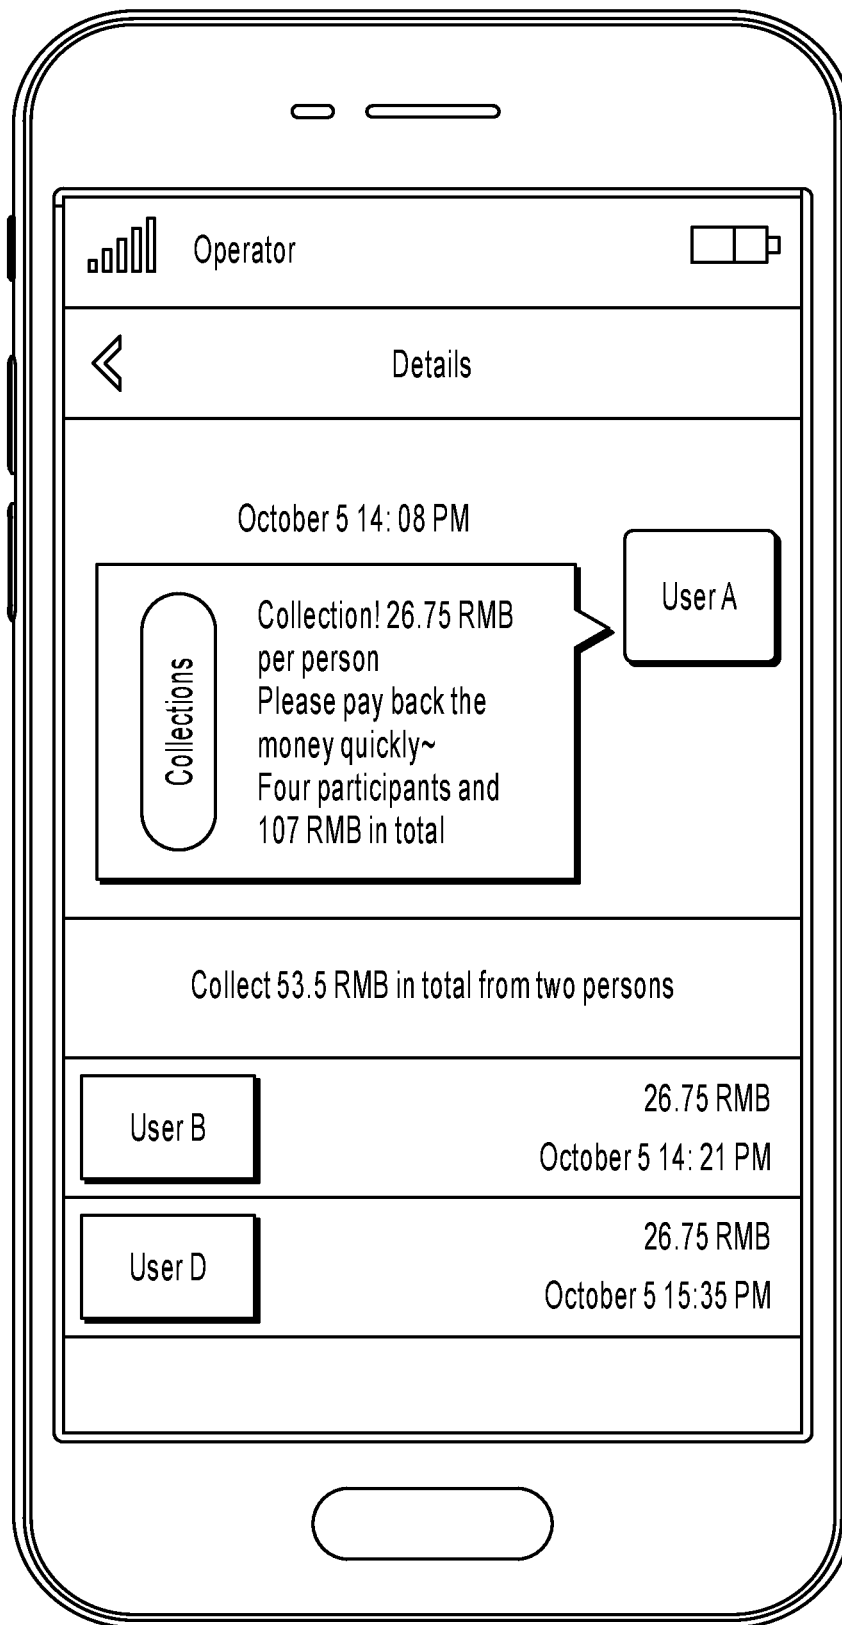 Operator
Details
October 5 14: 08 PM
User A
Collections
Collection! 26.75 RMB
per person
Please pay back the
money quickly~
Four participants and
107 RMB in total
Collect 53.5 RMB in total from two persons
User B
26.75 RMB
October 5 14: 21 PM
User D
26.75 RMB
October 5 15:35 PM